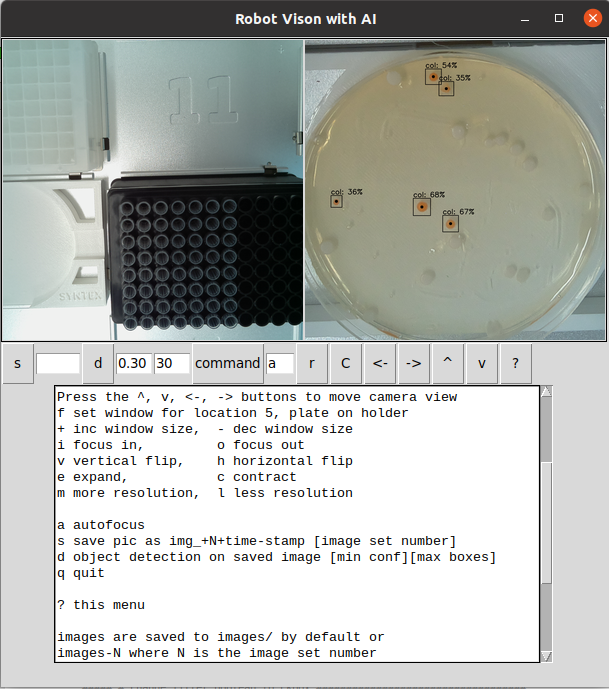 Robot Vison with AI
11
SYNTEC
col: 54%
col: 35%
col: 36%
col: 68%
col: 67%
s d 0.30 30 command a r C <- -> ^ v ?
Press the ^, v, <-, -> buttons to move camera view
f set window for location 5, plate on holder
+ inc window size,  - dec window size
i focus in,         o focus out
v vertical flip,    h horizontal flip
e expand,           c contract
m more resolution,  l less resolution
a autofocus
s save pic as img_+N+time-stamp [image set number]
d object detection on saved image [min conf][max boxes]
q quit
? this menu
images are saved to images/ by default or
images-N where N is the image set number